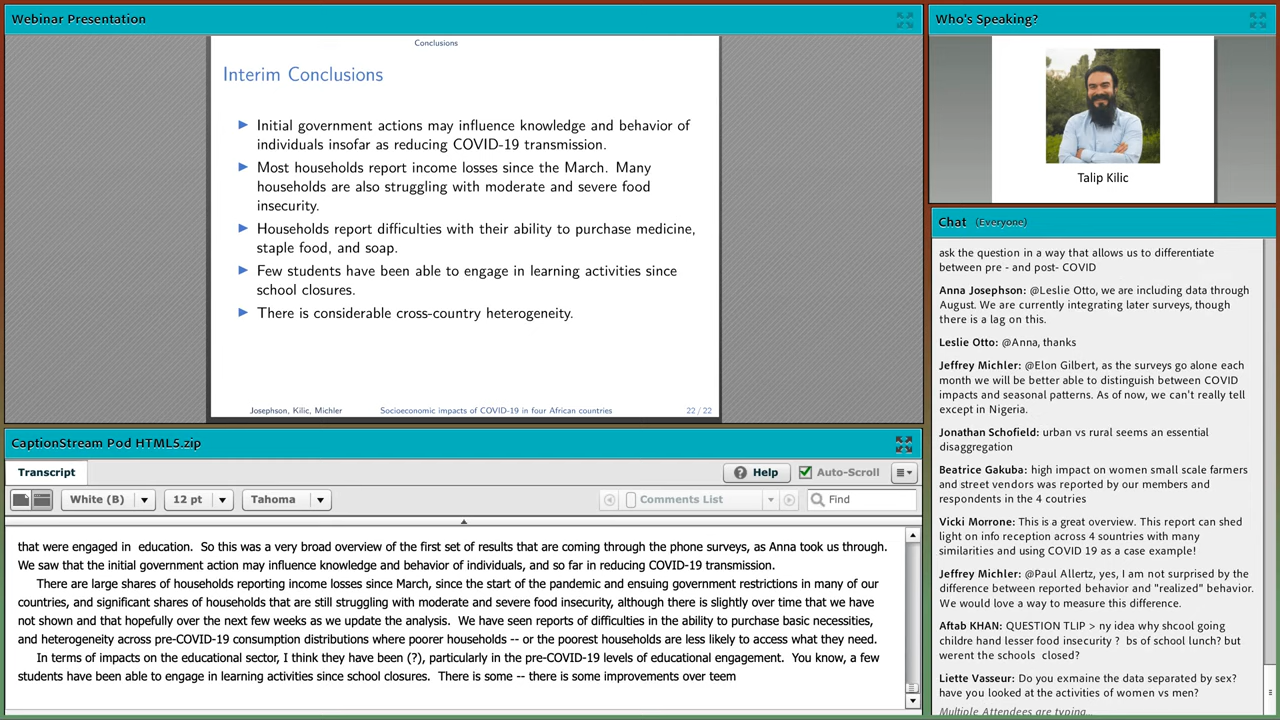 Webinar Presentation
Conclusions
Interim Conclusions
Initial government actions may influence knowledge and behavior of
individuals insofar as reducing COVID-19 transmission.
Most households report income losses since the March. Many
households are also struggling with moderate and severe food
insecurity.
Households report difficulties with their ability to purchase medicine,
staple food, and soap.
Few students have been able to engage in learning activities since
school closures.
There is considerable cross-country heterogeneity.
Josephson, Kilic, Michler Socioeconomic impacts of COVID-19 in four African countries 22 / 22
CaptionStream Pod HTML5.zip
Transcript
Help
Auto-Scroll
White (B)
12 pt
Tahoma
Comments List
Find
that were engaged in education. So this was a very broad overview of the first set of results that are coming through the phone surveys, as Anna took us through.
We saw that the initial government action may influence knowledge and behavior of individuals, and so far in reducing COVID-19 transmission.
There are large shares of households reporting income losses since March, since the start of the pandemic and ensuing government restrictions in many of our
countries, and significant shares of households that are still struggling with moderate and severe food insecurity, although there is slightly over time that we have
not shown and that hopefully over the next few weeks as we update the analysis. We have seen reports of difficulties in the ability to purchase basic necessities,
and heterogeneity across pre-COVID-19 consumption distributions where poorer households -- or the poorest households are less likely to access what they need.
In terms of impacts on the educational sector, I think they have been (?), particularly in the pre-COVID-19 levels of educational engagement. You know, a few
students have been able to engage in learning activities since school closures. There is some -- there is some improvements over teem
Who's Speaking?
Talip Kilic
Chat (Everyone)
ask the question in a way that allows us to differentiate
between pre - and post- COVID
Anna Josephson: @Leslie Otto, we are including data through
August. We are currently integrating later surveys, though
there is a lag on this.
Leslie Otto: @Anna, thanks
Jeffrey Michler: @Elon Gilbert, as the surveys go alone each
month we will be better able to distinguish between COVID
impacts and seasonal patterns. As of now, we can't really tell
except in Nigeria.
Jonathan Schofield: urban vs rural seems an essential
disaggregation
Beatrice Gakuba: high impact on women small scale farmers
and street vendors was reported by our members and
respondents in the 4 coutries
Vicki Morrone: This is a great overview. This report can shed
light on info reception across 4 countries with many
similarities and using COVID 19 as a case example!
Jeffrey Michler: @Paul Allertz, yes, I am not surprised by the
difference between reported behavior and "realized" behavior.
We would love a way to measure this difference.
Aftab KHAN: QUESTION TLIP > ny idea why shcool going
childre hand lesser food insecurity ? bs of school lunch? but
werent the schools closed?
Liette Vasseur: Do you exmaine the data separated by sex?
have you looked at the activities of women vs men?
Multiple Attendees are typing...